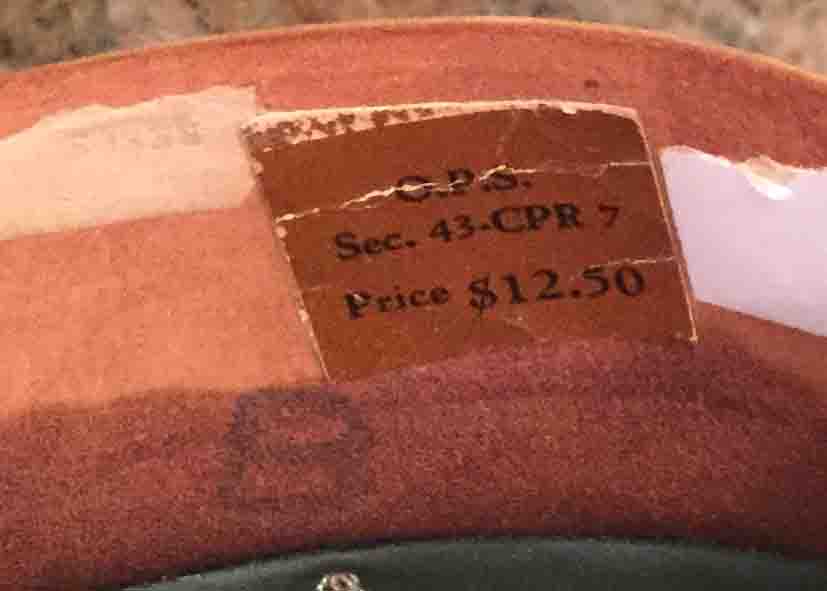 O.P.S.
Sec. 43-CPR 7
Price $12.50